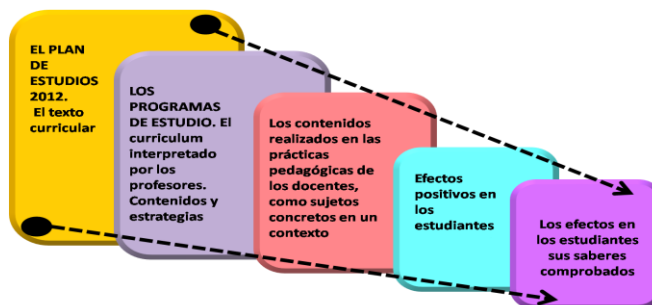 EL PLAN
DE
ESTUDIOS
2012.
El texto
curricular
LOS
PROGRAMAS
DE ESTUDIO. El
curriculum
interpretado
por los
profesores.
Contenidos y
estrategias
Los contenidos
realizados en las
prácticas
pedagógicas de
los docentes,
como sujetos
concretos en un
contexto
Efectos
positivos en
los
estudiantes
Los efectos en
los estudiantes
sus saberes
comprobados